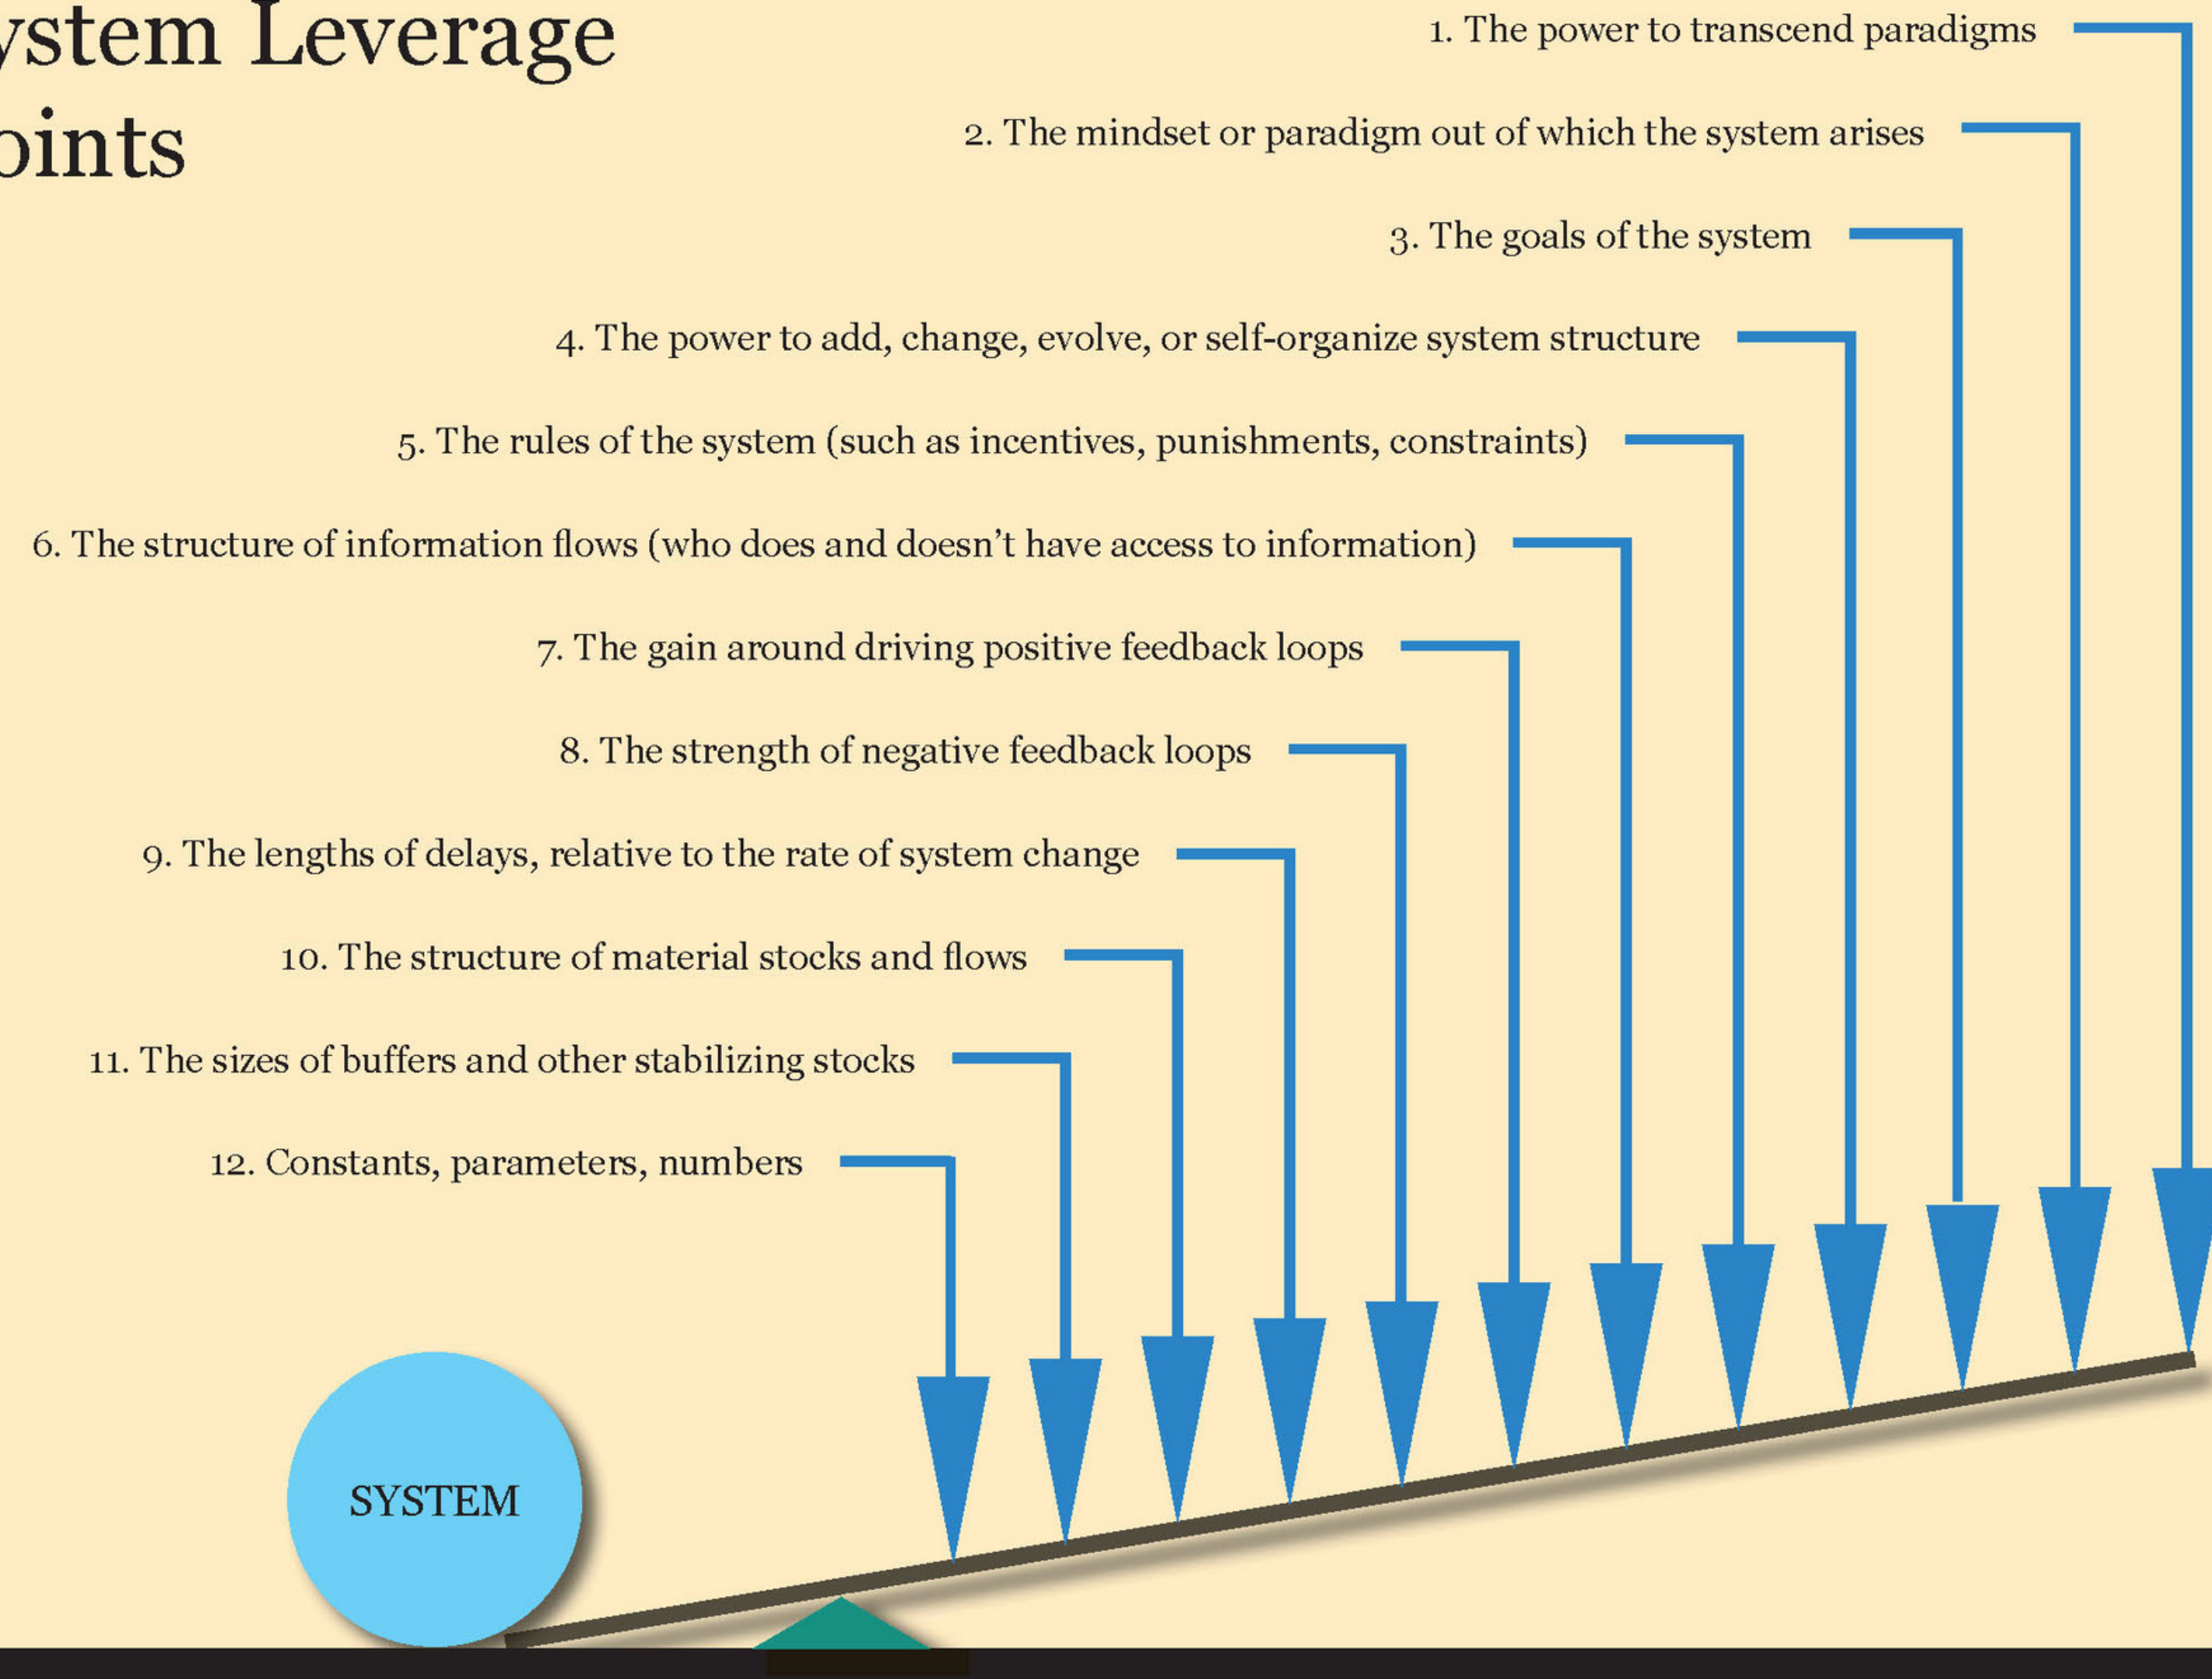 ystem Leverage
oints
1. The power to transcend paradigms
2. The mindset or paradigm out of which the system arises
3. The goals of the system
4. The power to add, change, evolve, or self-organize system structure
5. The rules of the system (such as incentives, punishments, constraints)
6. The structure of information flows (who does and doesn’t have access to information)
7. The gain around driving positive feedback loops
8. The strength of negative feedback loops
9. The lengths of delays, relative to the rate of system change
10. The structure of material stocks and flows
11. The sizes of buffers and other stabilizing stocks
12. Constants, parameters, numbers
SYSTEM